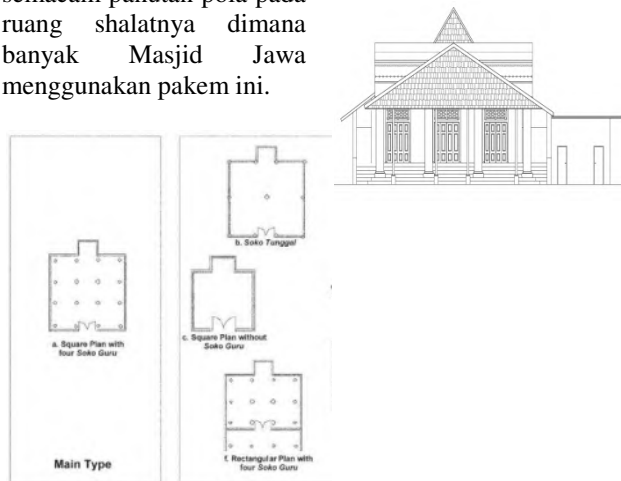 semacam panutan pola pada
ruang shalatnya dimana
banyak Masjid Jawa
menggunakan pakem ini.
a. Square Plan with
four Soko Guru
Main Type
b. Soko Tunggal
c. Square Plan without
Soko Guru
f. Rectangular Plan with
four Soko Guru